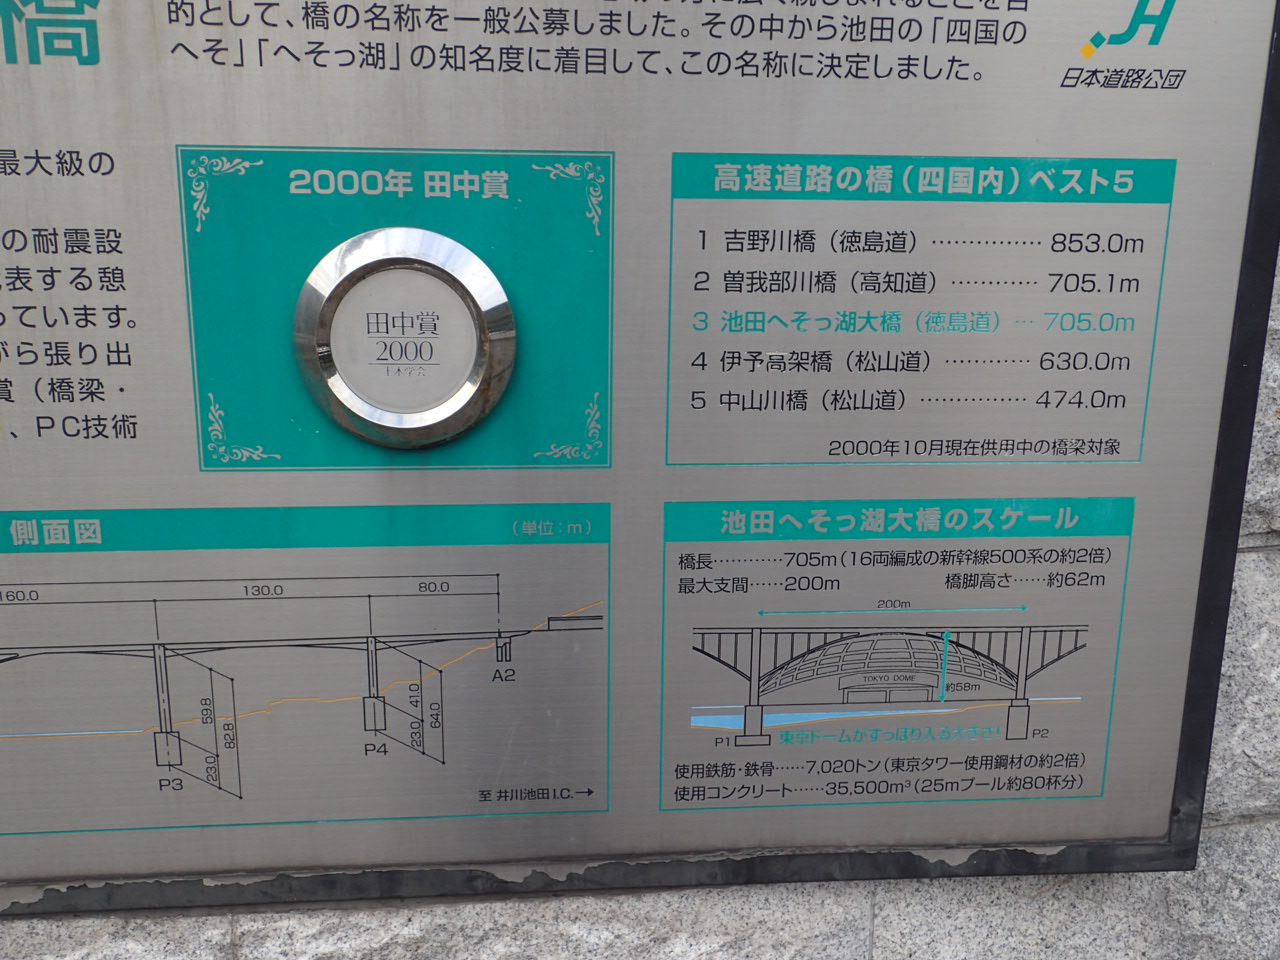 橋
的として、橋の名称を一般公募しました。その中から池田の「四国の
へそ」「へそっ湖」の知名度に着目して、この名称に決定しました。
JH
日本道路公団
最大級の
の耐震設
表する憩
っています。
がら張り出
賞（橋梁・
、PC技術
2000年 田中賞
田中賞
2000
土木学会
高速道路の橋（四国内）ベスト5
1 吉野川橋（徳島道）…………… 853.0m
2 曽我部川橋（高知道）………… 705.1m
3 池田へそっ湖大橋（徳島道）… 705.0m
4 伊予高架橋（松山道）………… 630.0m
5 中山川橋（松山道）…………… 474.0m
2000年10月現在供用中の橋梁対象
側面図
（単位：m）
160.0
130.0
80.0
59.8
82.8
23.0
41.0
64.0
23.0
P3
P4
A2
至 井川池田I.C.→
池田へそっ湖大橋のスケール
橋長…………705m（16両編成の新幹線500系の約2倍）
最大支間……200m 橋脚高さ……約62m
200m
TOKYO DOME
約58m
P1
東京ドームがすっぽり入る大きさ!
P2
使用鉄筋・鉄骨……7,020トン（東京タワー使用鋼材の約2倍）
使用コンクリート……35,500m³（25mプール約80杯分）